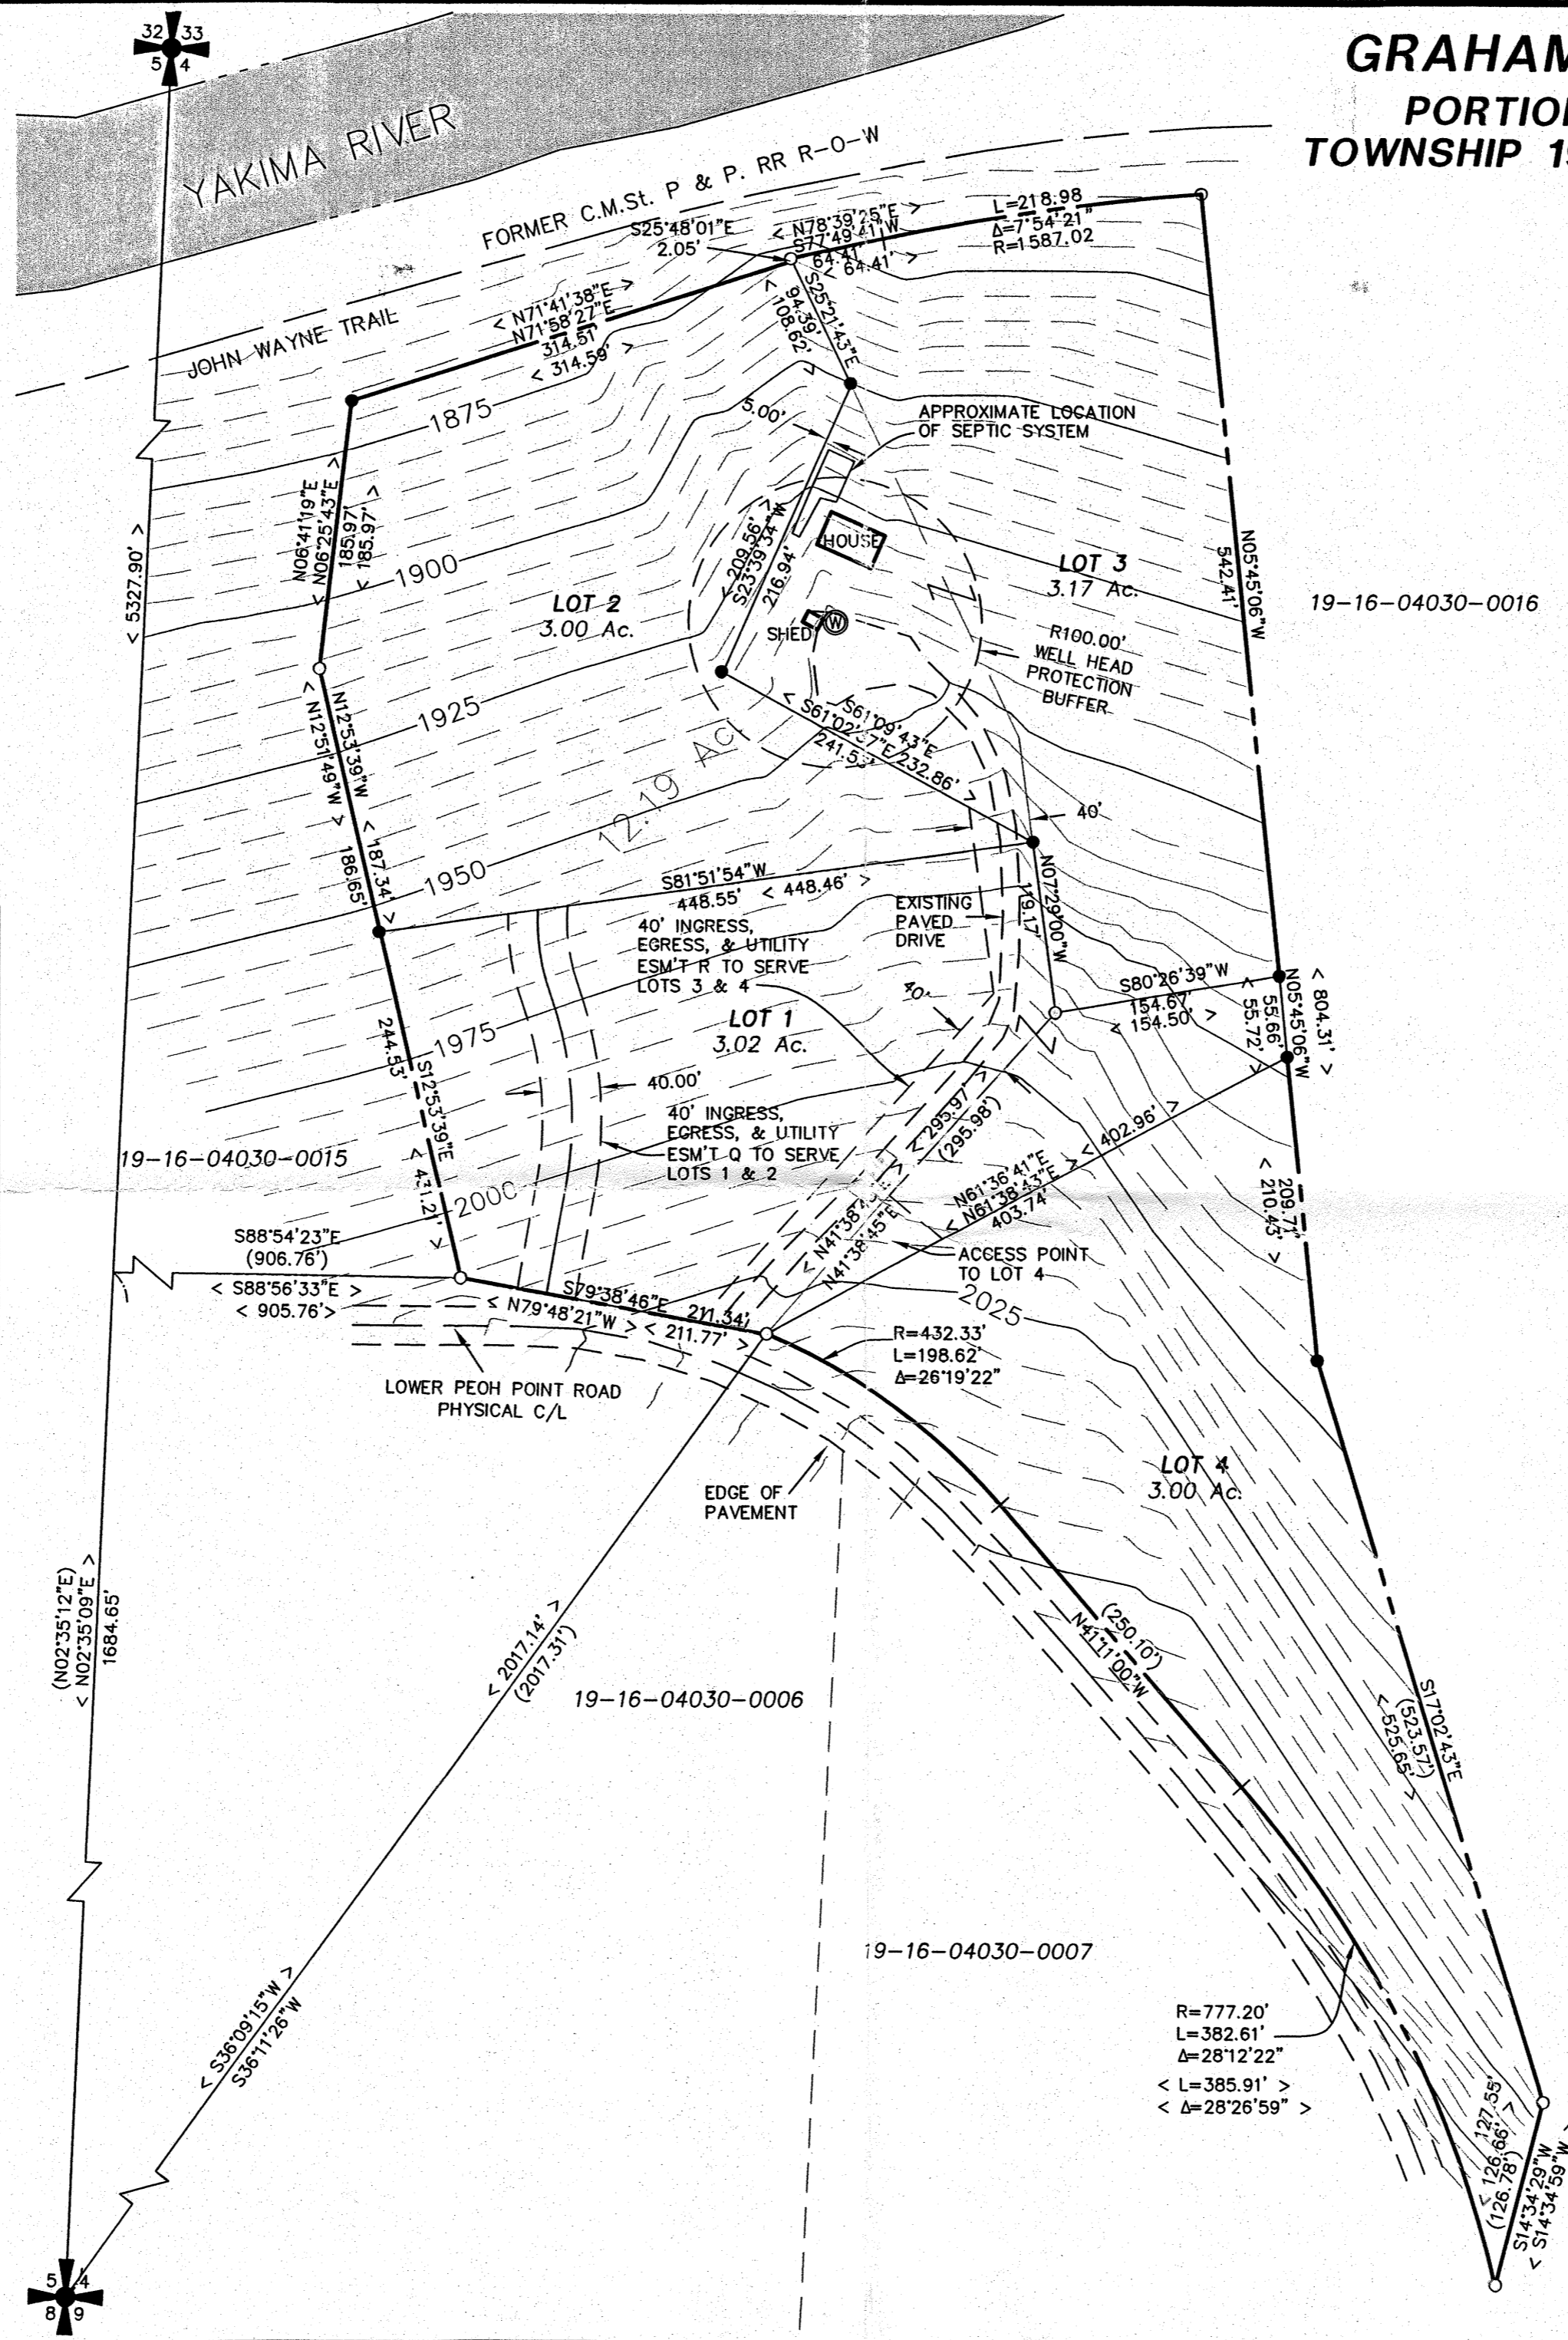 32 33
5 4
GRAHAM
PORTION
TOWNSHIP 1
YAKIMA RIVER
FORMER C.M.St. P & P. RR R-O-W
JOHN WAYNE TRAIL
S25°48'01"E
2.05'
< N78°39'25"E >
S77°49'41"W
64.41'
< 64.41' >
L=218.98
Δ=7°54'21"
R=1587.02
< N71°41'38"E >
N71°58'27"E
314.51'
< 314.59' >
S25°21'43"E
94.39'
< 108.62' >
1875
5.00'
APPROXIMATE LOCATION
OF SEPTIC SYSTEM
N06°41'19"E
< N06°25'43"E >
185.97'
< 185.97' >
< 5327.90' >
1900
< 209.56' >
S23°39'34"W
216.94'
HOUSE
LOT 2
3.00 Ac.
LOT 3
3.17 Ac.
N05°45'06"W
542.41'
19-16-04030-0016
SHED
W
R100.00'
WELL HEAD
PROTECTION
BUFFER
N12°53'39"W
< N12°51'49"W >
< 187.34' >
186.65'
1925
S61°09'43"E
< S61°02' 7"E 232.86' >
241.5
12.19 Ac
40'
1950
S81°51'54"W
448.55' < 448.46' >
N07°29'00"W
119.17'
EXISTING
PAVED
DRIVE
40' INGRESS,
EGRESS, & UTILITY
ESM'T R TO SERVE
LOTS 3 & 4
40'
S80°26'39"W
154.67'
< 154.50' >
N05°45'06"W
55.66'
< 55.72' >
< 804.31' >
LOT 1
3.02 Ac.
1975
244.53'
S12°53'39"E
< 431.21' >
40.00'
40' INGRESS,
EGRESS, & UTILITY
ESM'T Q TO SERVE
LOTS 1 & 2
< 295.97' >
(295.98')
< 402.96' >
N61°36'41"E
< N61°38'43"E >
403.74'
19-16-04030-0015
2000
N41°38'45"E
209.71'
< 210.43' >
S88°54'23"E
(906.76')
< S88°56'33"E >
< 905.76' >
ACCESS POINT
TO LOT 4
S79°38'46"E 211.34'
< N79°48'21"W > < 211.77' >
2025
R=432.33'
L=198.62'
Δ=26°19'22"
LOWER PEOH POINT ROAD
PHYSICAL C/L
EDGE OF
PAVEMENT
LOT 4
3.00 Ac.
(N02°35'12"E)
< N02°35'09"E >
1684.65'
(250.10')
N41°11'00"W
< 2017.14' >
(2017.31')
19-16-04030-0006
S17°02'43"E
(523.57')
< 525.65' >
19-16-04030-0007
< S36°09'15"W >
S36°11'26"W
R=777.20'
L=382.61'
Δ=28°12'22"
< L=385.91' >
< Δ=28°26'59" >
127.55'
< 126.66' >
(126.78')
S14°34'29"W
< S14°34'59"W >
5 4
8 9